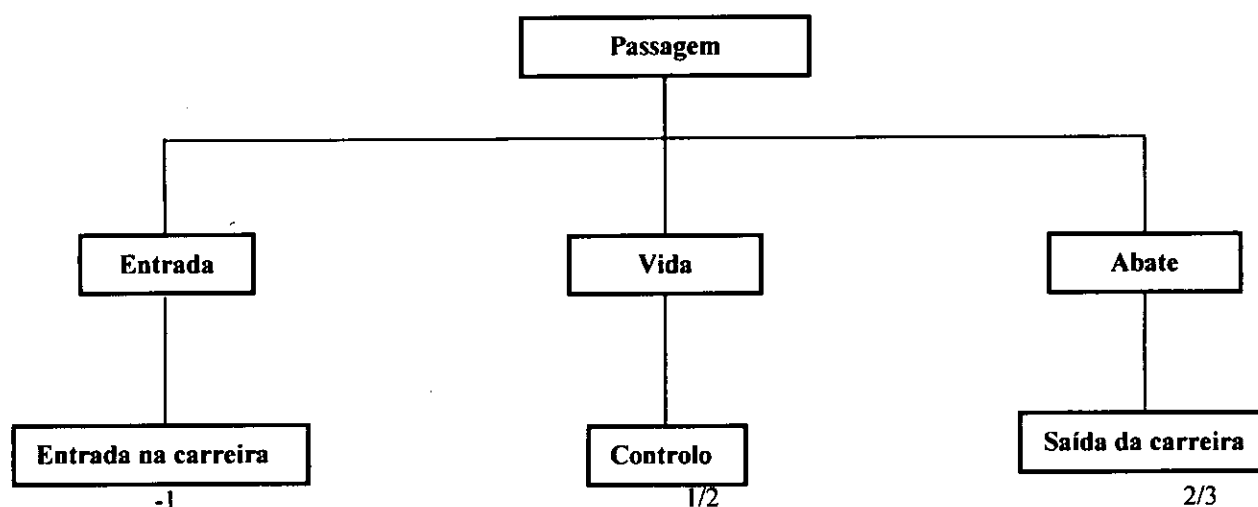 Passagem
Entrada
Vida
Abate
Entrada na carreira
Controlo
Saída da carreira
-1
1/2
2/3